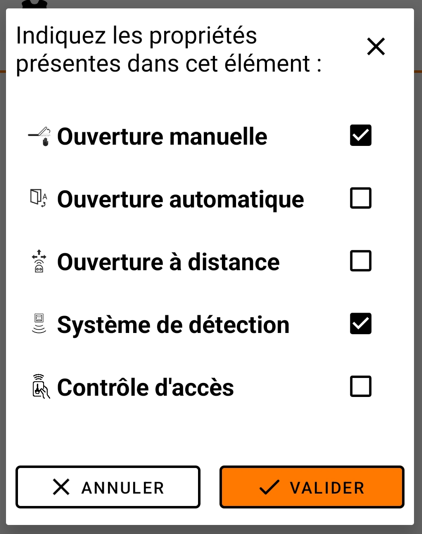 Indiquez les propriétés
présentes dans cet élément :
Ouverture manuelle
Ouverture automatique
Ouverture à distance
Système de détection
Contrôle d'accès
ANNULER
VALIDER